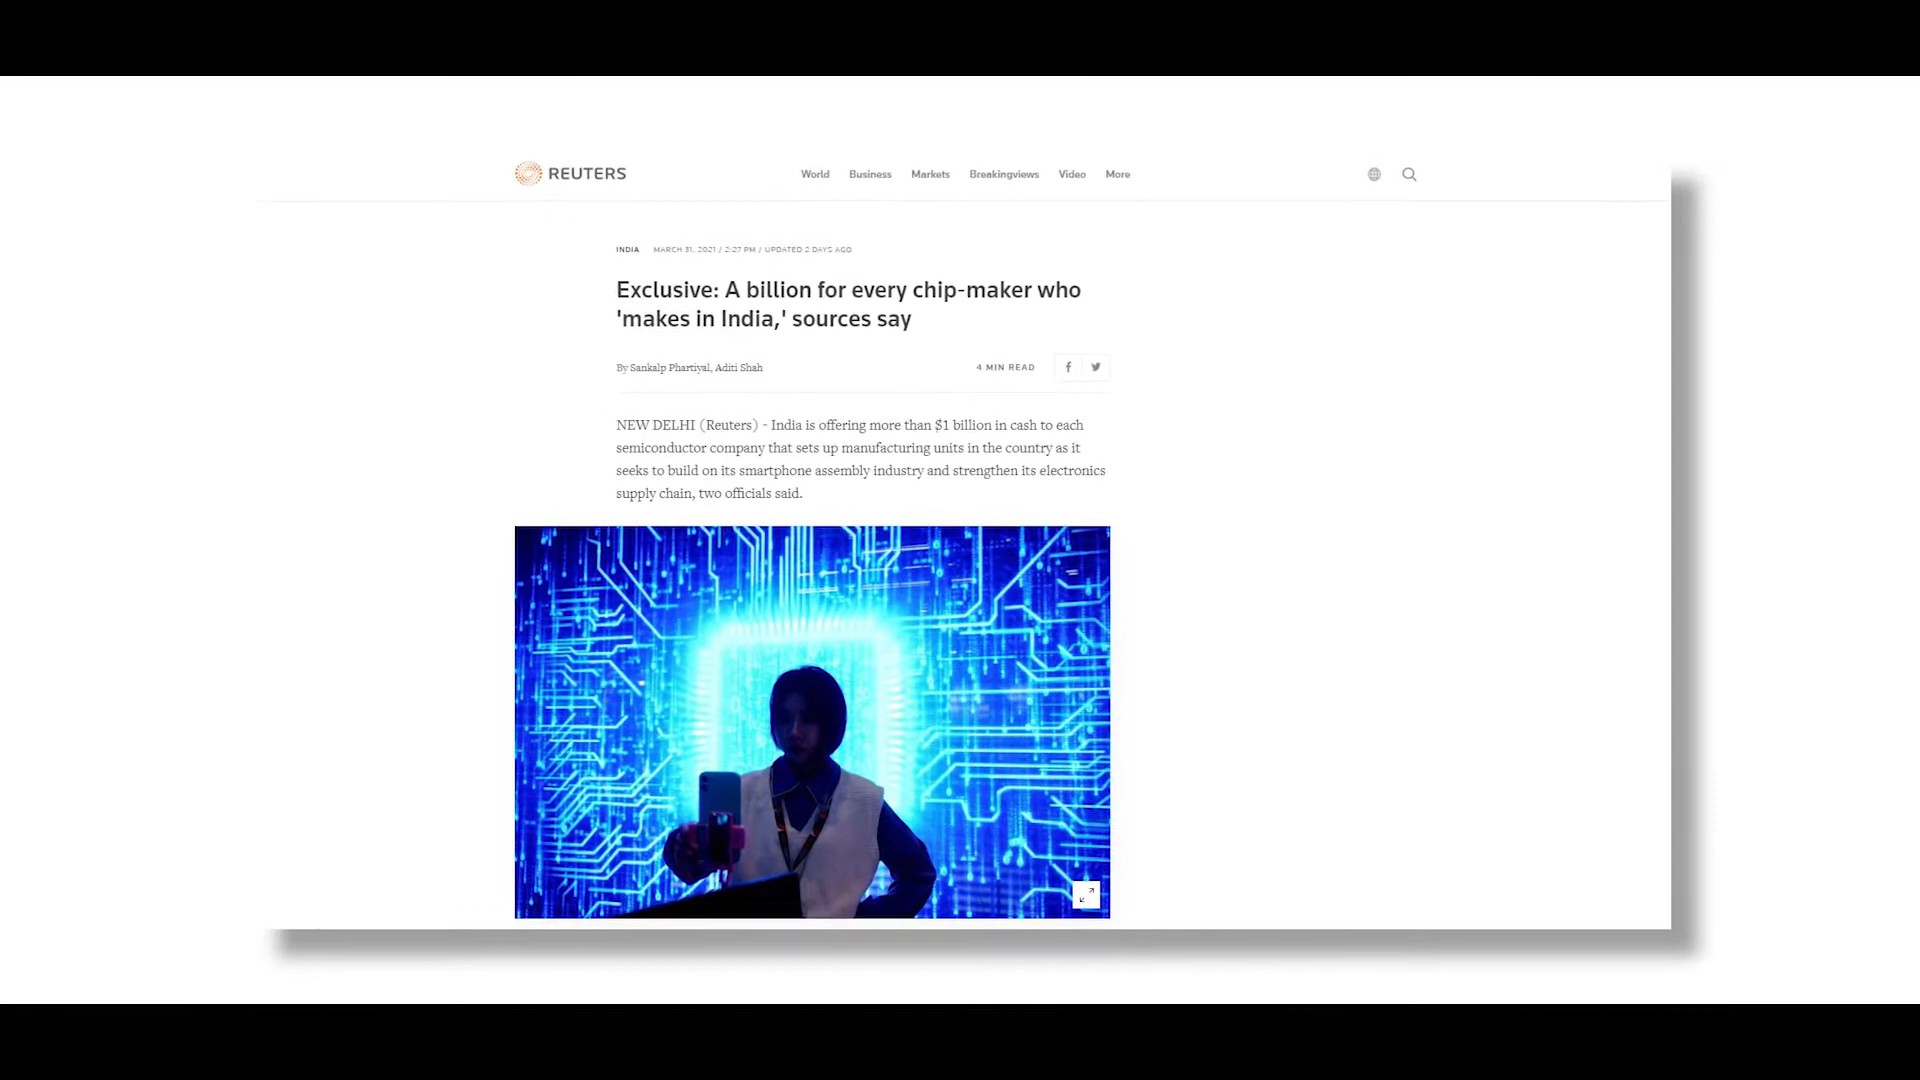 REUTERS
World Business Markets Breakingviews Video More
INDIA MARCH 31, 2021 / 2:27 PM / UPDATED 2 DAYS AGO
Exclusive: A billion for every chip-maker who
'makes in India,' sources say
By Sankalp Phartiyal, Aditi Shah
4 MIN READ
NEW DELHI (Reuters) - India is offering more than $1 billion in cash to each
semiconductor company that sets up manufacturing units in the country as it
seeks to build on its smartphone assembly industry and strengthen its electronics
supply chain, two officials said.